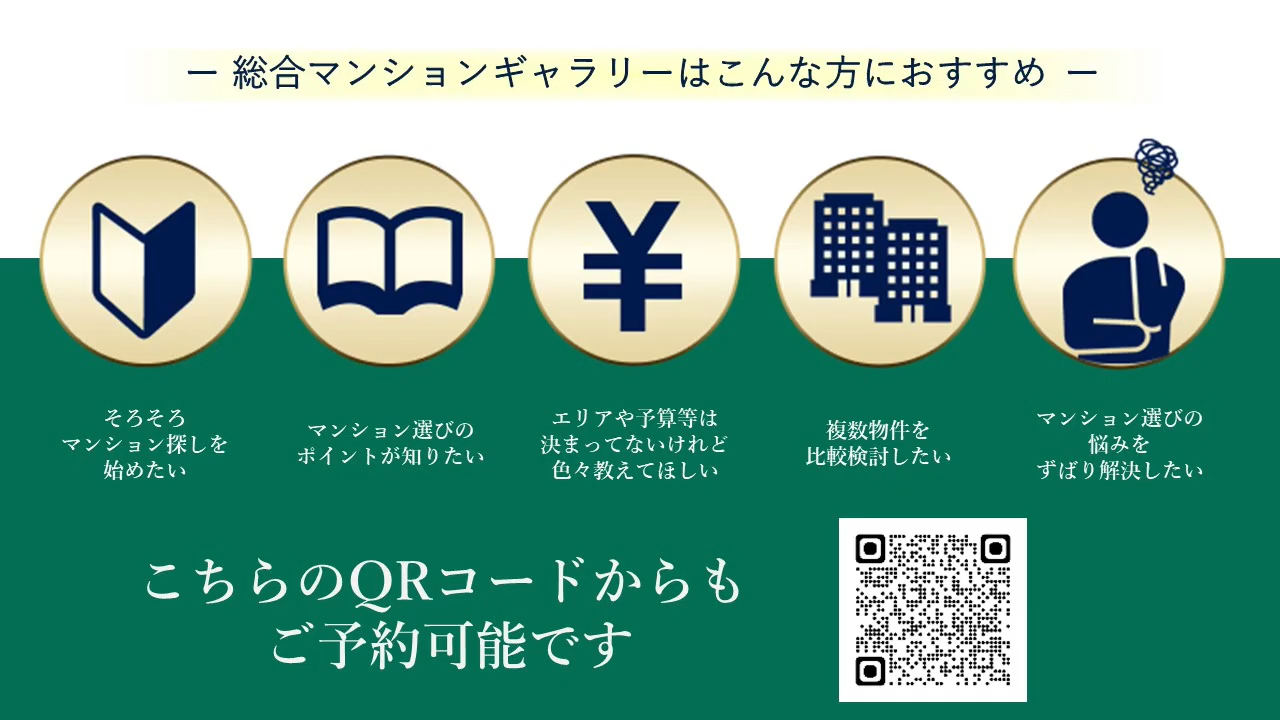 ー 総合マンションギャラリーはこんな方におすすめ ー
そろそろ
マンション探しを
始めたい
マンション選びの
ポイントが知りたい
¥
エリアや予算等は
決まってないけれど
色々教えてほしい
複数物件を
比較検討したい
マンション選びの
悩みを
ずばり解決したい
こちらのQRコードからも
ご予約可能です